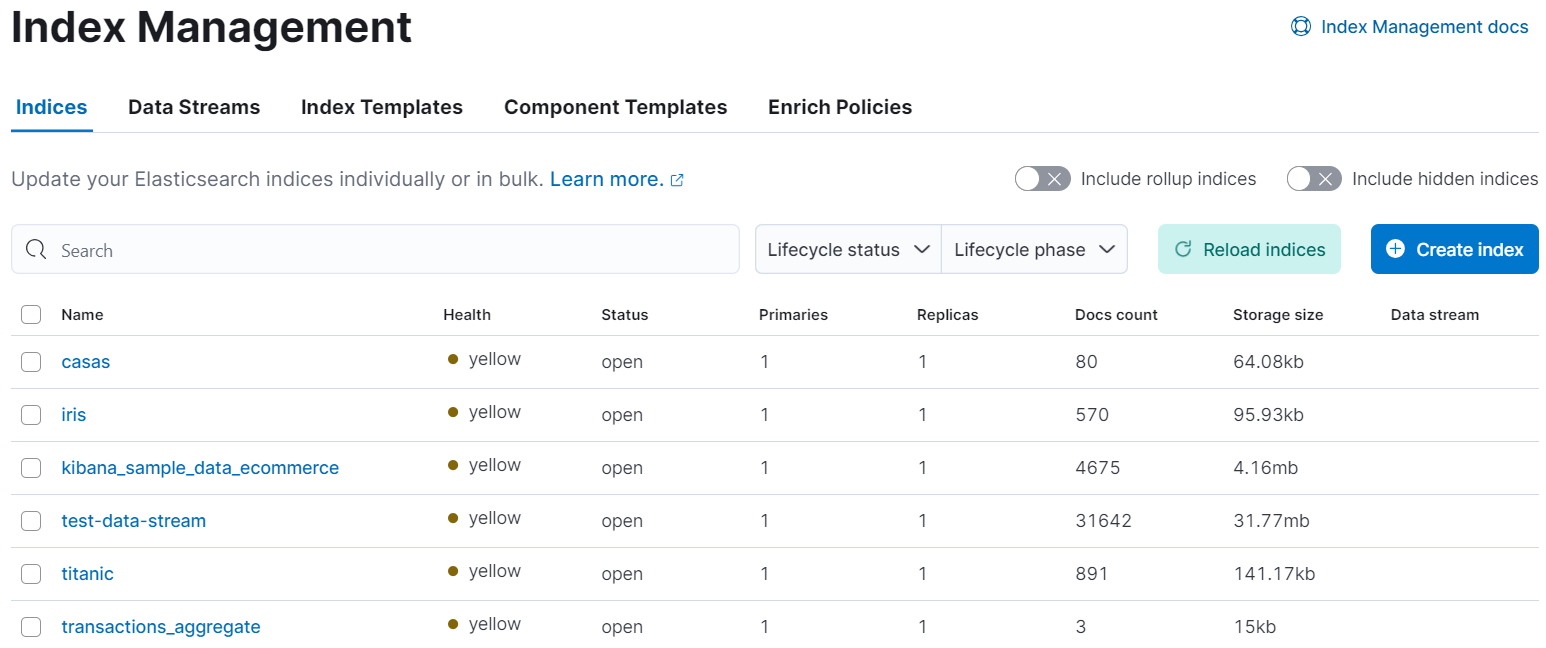 Index Management
Index Management docs
Indices Data Streams Index Templates Component Templates Enrich Policies
Update your Elasticsearch indices individually or in bulk. Learn more.
Include rollup indices Include hidden indices
Search Lifecycle status Lifecycle phase Reload indices Create index
Name Health Status Primaries Replicas Docs count Storage size Data stream
casas yellow open 1 1 80 64.08kb
iris yellow open 1 1 570 95.93kb
kibana_sample_data_ecommerce yellow open 1 1 4675 4.16mb
test-data-stream yellow open 1 1 31642 31.77mb
titanic yellow open 1 1 891 141.17kb
transactions_aggregate yellow open 1 1 3 15kb